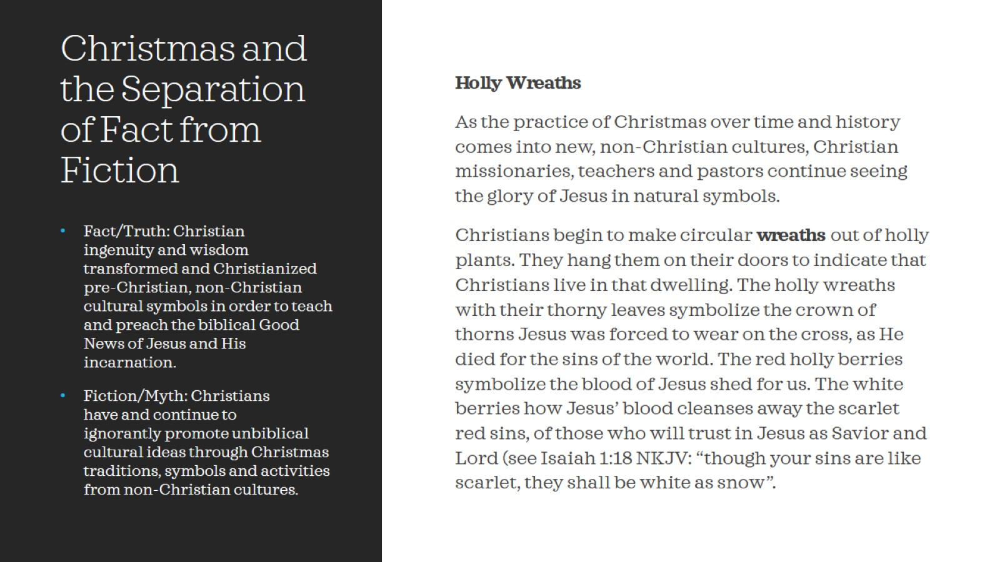 Christmas and
the Separation
of Fact from
Fiction
• Fact/Truth: Christian
ingenuity and wisdom
transformed and Christianized
pre-Christian, non-Christian
cultural symbols in order to teach
and preach the biblical Good
News of Jesus and His
incarnation.
• Fiction/Myth: Christians
have and continue to
ignorantly promote unbiblical
cultural ideas through Christmas
traditions, symbols and activities
from non-Christian cultures.
Holly Wreaths
As the practice of Christmas over time and history
comes into new, non-Christian cultures, Christian
missionaries, teachers and pastors continue seeing
the glory of Jesus in natural symbols.
Christians begin to make circular wreaths out of holly
plants. They hang them on their doors to indicate that
Christians live in that dwelling. The holly wreaths
with their thorny leaves symbolize the crown of
thorns Jesus was forced to wear on the cross, as He
died for the sins of the world. The red holly berries
symbolize the blood of Jesus shed for us. The white
berries how Jesus’ blood cleanses away the scarlet
red sins, of those who will trust in Jesus as Savior and
Lord (see Isaiah 1:18 NKJV: “though your sins are like
scarlet, they shall be white as snow”.